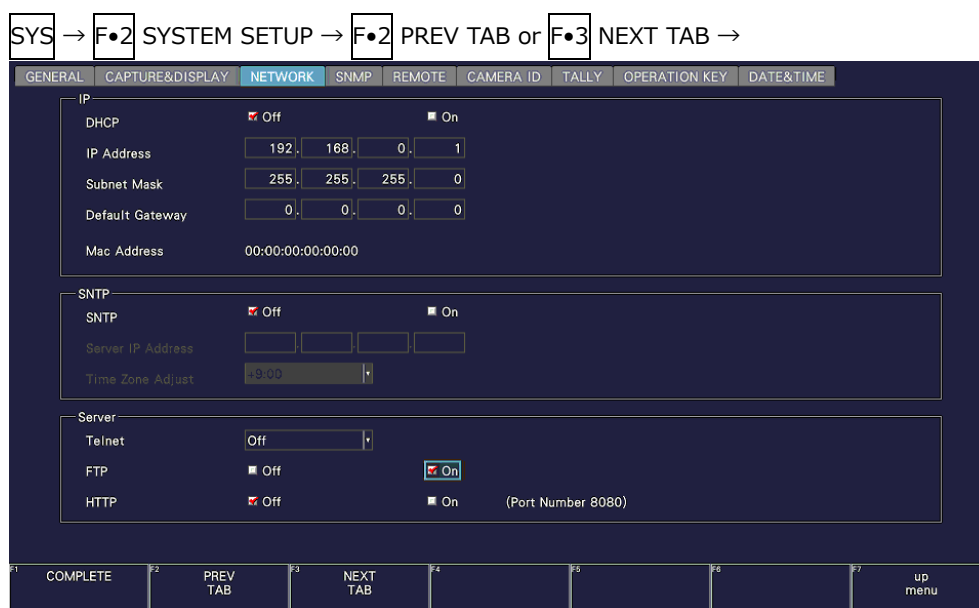 SYS → F•2 SYSTEM SETUP → F•2 PREV TAB or F•3 NEXT TAB →
GENERAL CAPTURE&DISPLAY NETWORK SNMP REMOTE CAMERA ID TALLY OPERATION KEY DATE&TIME
IP
DHCP Off On
IP Address 192. 168. 0. 1
Subnet Mask 255. 255. 255. 0
Default Gateway 0. 0. 0. 0
Mac Address 00:00:00:00:00:00
SNTP
SNTP Off On
Server IP Address . . .
Time Zone Adjust +9:00
Server
Telnet Off
FTP Off On
HTTP Off On (Port Number 8080)
F1 COMPLETE F2 PREV TAB F3 NEXT TAB F4 F5 F6 F7 up menu